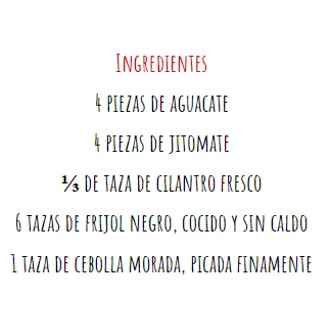 Ingredientes
4 piezas de aguacate
4 piezas de jitomate
⅓ de taza de cilantro fresco
6 tazas de frijol negro, cocido y sin caldo
1 taza de cebolla morada, picada finamente